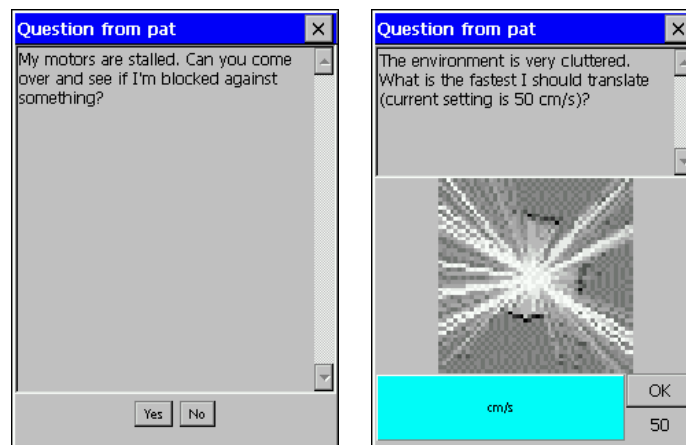 Question from pat
My motors are stalled. Can you come
over and see if I'm blocked against
something?
Yes No
Question from pat
The environment is very cluttered.
What is the fastest I should translate
(current setting is 50 cm/s)?
cm/s
OK
50